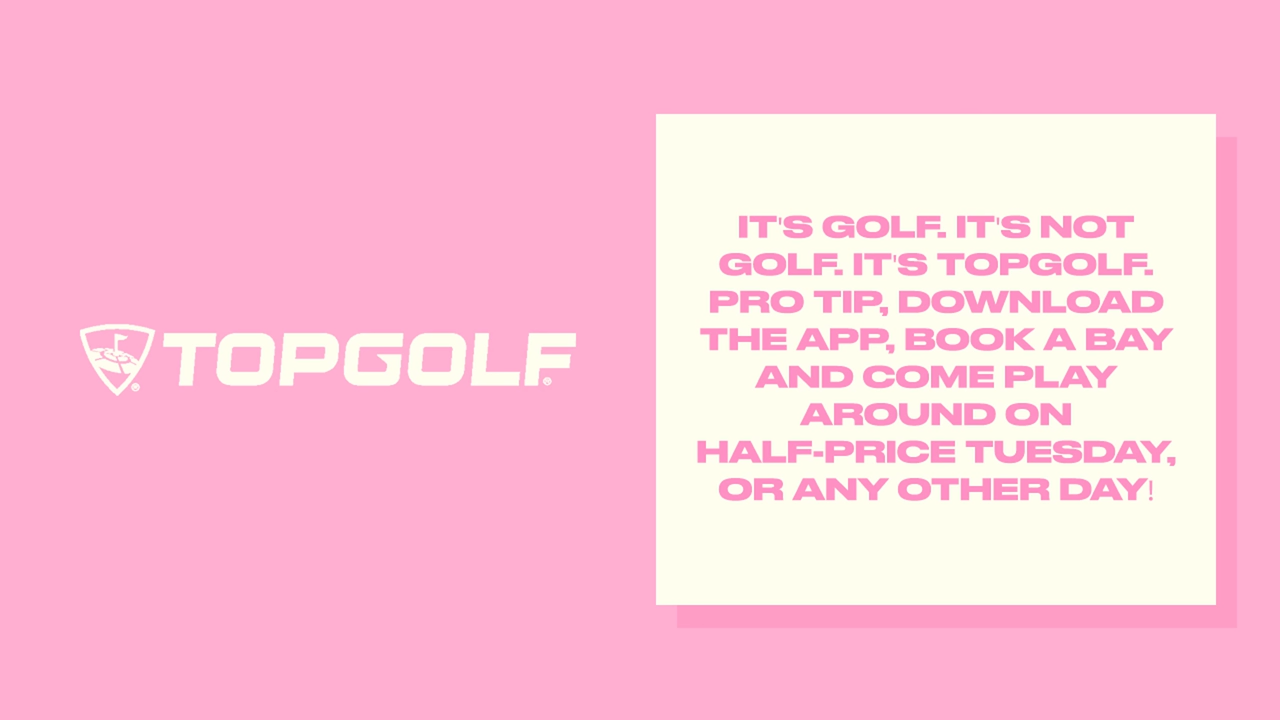 TOPGOLF®
IT'S GOLF. IT'S NOT
GOLF. IT'S TOPGOLF.
PRO TIP, DOWNLOAD
THE APP, BOOK A BAY
AND COME PLAY
AROUND ON
HALF-PRICE TUESDAY,
OR ANY OTHER DAY!